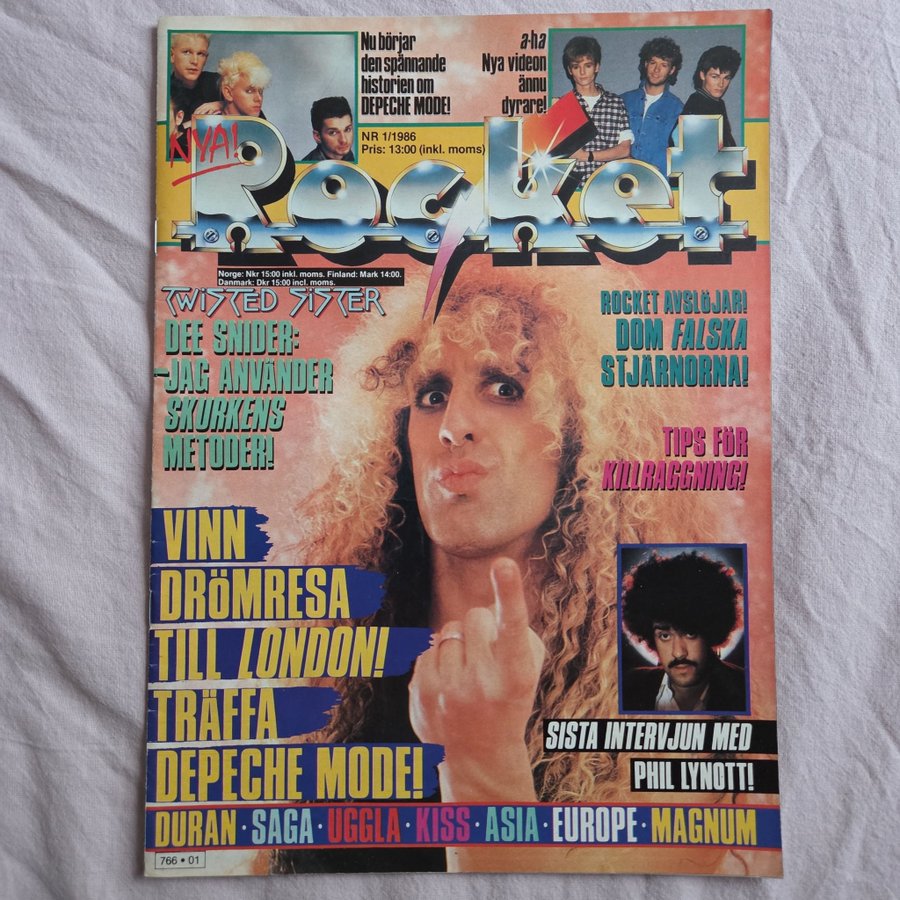 Nu börjar
den spännande
historien om
DEPECHE MODE!
a-ha
Nya videon
ännu
dyrare!
NYA!
NR 1/1986
Pris: 13:00 (inkl. moms)
Rocket
Norge: Nkr 15:00 inkl. moms. Finland: Mark 14:00.
Danmark: Dkr 15:00 incl. moms.
TWISTED SISTER
DEE SNIDER:
-JAG ANVÄNDER
SKURKENS
METODER!
ROCKET AVSLÖJAR!
DOM FALSKA
STJÄRNORNA!
TIPS FÖR
KILLRAGGNING!
VINN
DRÖMRESA
TILL LONDON!
TRÄFFA
DEPECHE MODE!
SISTA INTERVJUN MED
PHIL LYNOTT!
DURAN · SAGA · UGGLA · KISS · ASIA · EUROPE · MAGNUM
766 • 01